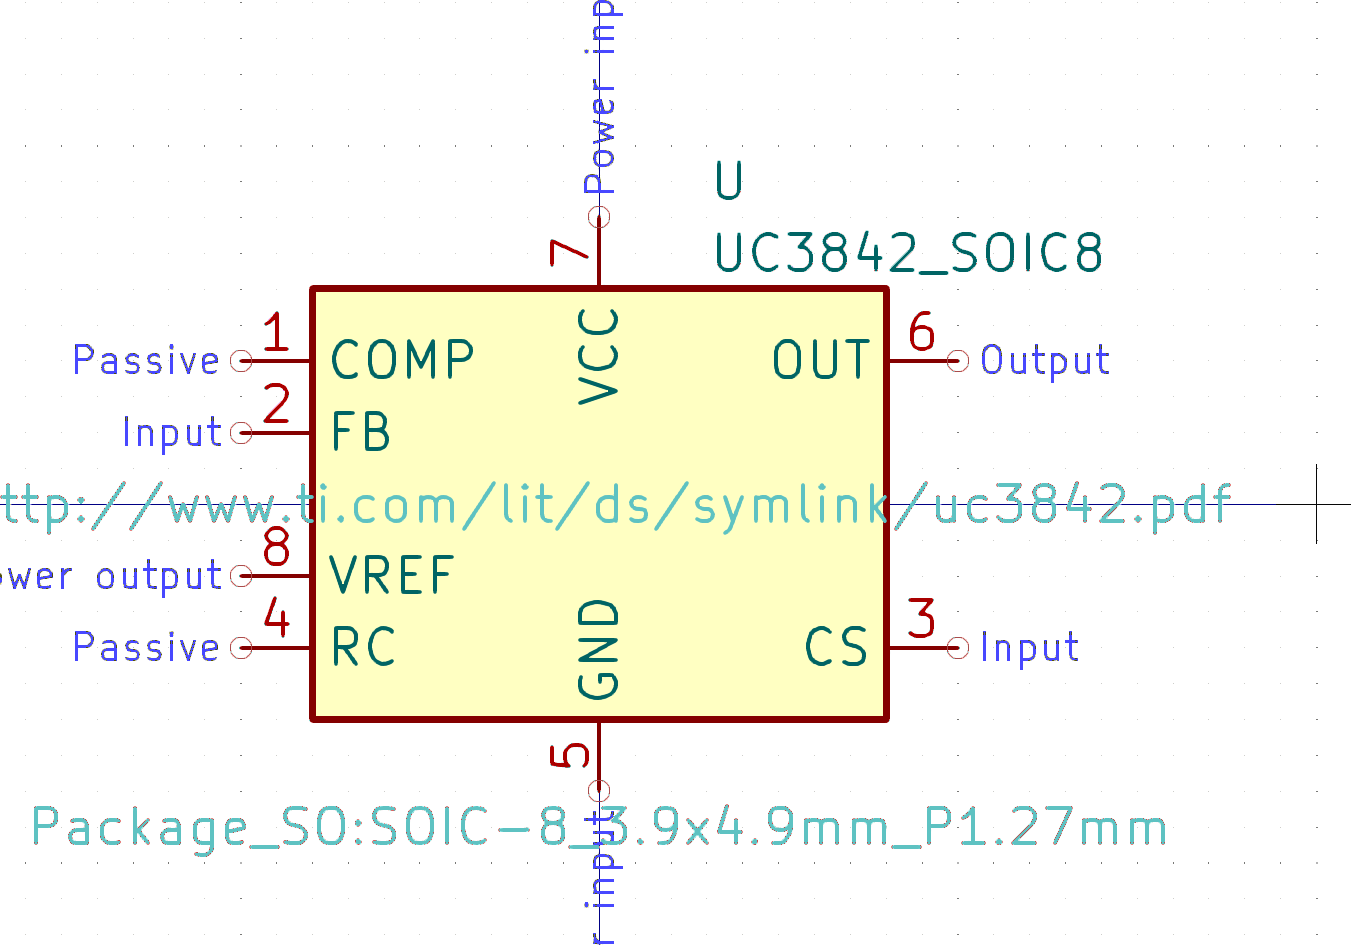 Power inp
U
7
UC3842_SOIC8
1
6
Passive
COMP
VCC
OUT
Output
2
Input
FB
ttp://www.ti.com/lit/ds/symlink/uc3842.pdf
8
ower output
VREF
4
3
Passive
RC
GND
CS
Input
5
Package_SO:SOIC-8_3.9x4.9mm_P1.27mm
r input